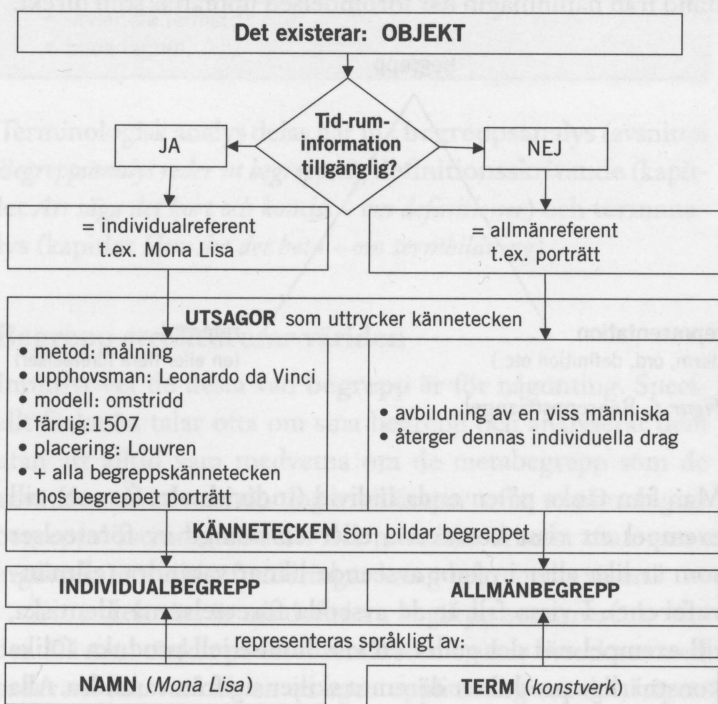 Det existerar: OBJEKT
Tid-rum-
information
tillgänglig?
JA
NEJ
= individualreferent
t.ex. Mona Lisa
= allmänreferent
t.ex. porträtt
UTSAGOR som uttrycker kännetecken
• metod: målning
• konstnär: Leonardo da Vinci
• modell: omstridd
• färdig:1507
• placering: Louvren
+ alla begreppskännetecken
hos begreppet porträtt
• avbildning av en viss människa
• återger dennas individuella drag
KÄNNETECKEN som bildar begreppet
INDIVIDUALBEGREPP
ALLMÄNBEGREPP
representeras språkligt av:
NAMN (Mona Lisa)
TERM (konstverk)